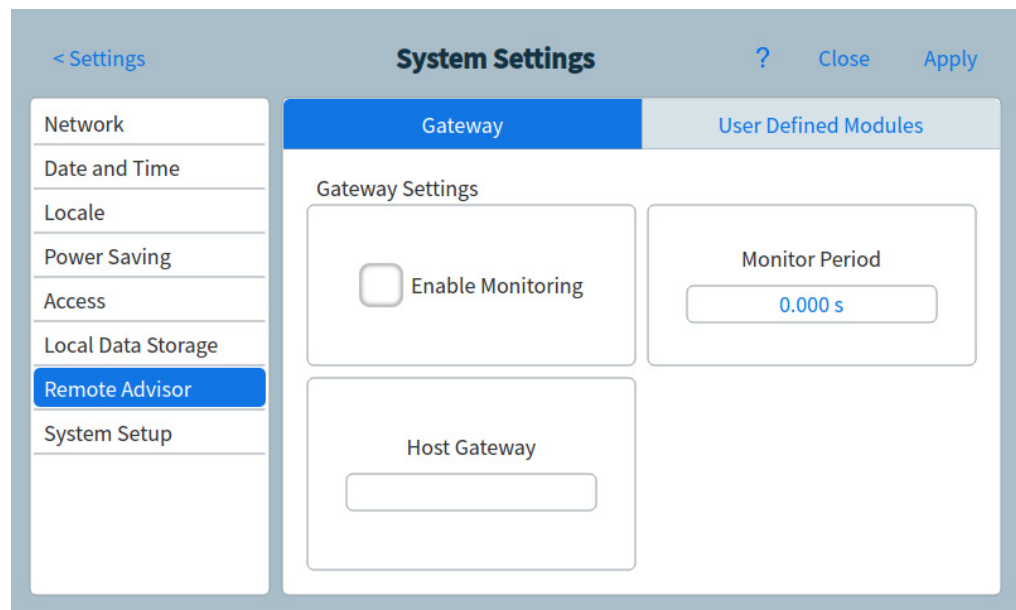 < Settings
System Settings
?
Close
Apply
Network
Date and Time
Locale
Power Saving
Access
Local Data Storage
Remote Advisor
System Setup
Gateway
User Defined Modules
Gateway Settings
Enable Monitoring
Monitor Period
0.000 s
Host Gateway